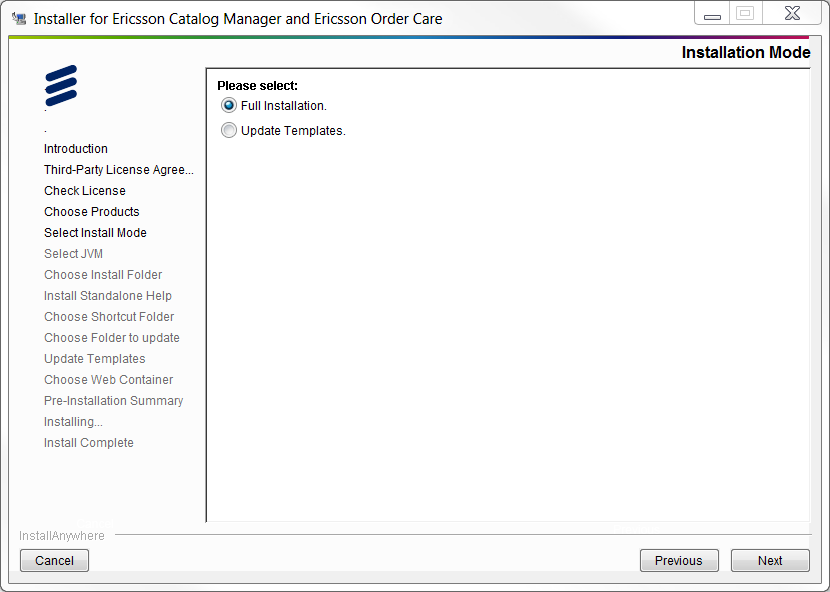 Installer for Ericsson Catalog Manager and Ericsson Order Care
Installation Mode
Please select:
Full Installation.
Update Templates.
.
.
Introduction
Third-Party License Agree...
Check License
Choose Products
Select Install Mode
Select JVM
Choose Install Folder
Install Standalone Help
Choose Shortcut Folder
Choose Folder to update
Update Templates
Choose Web Container
Pre-Installation Summary
Installing...
Install Complete
InstallAnywhere
Cancel
Previous
Next